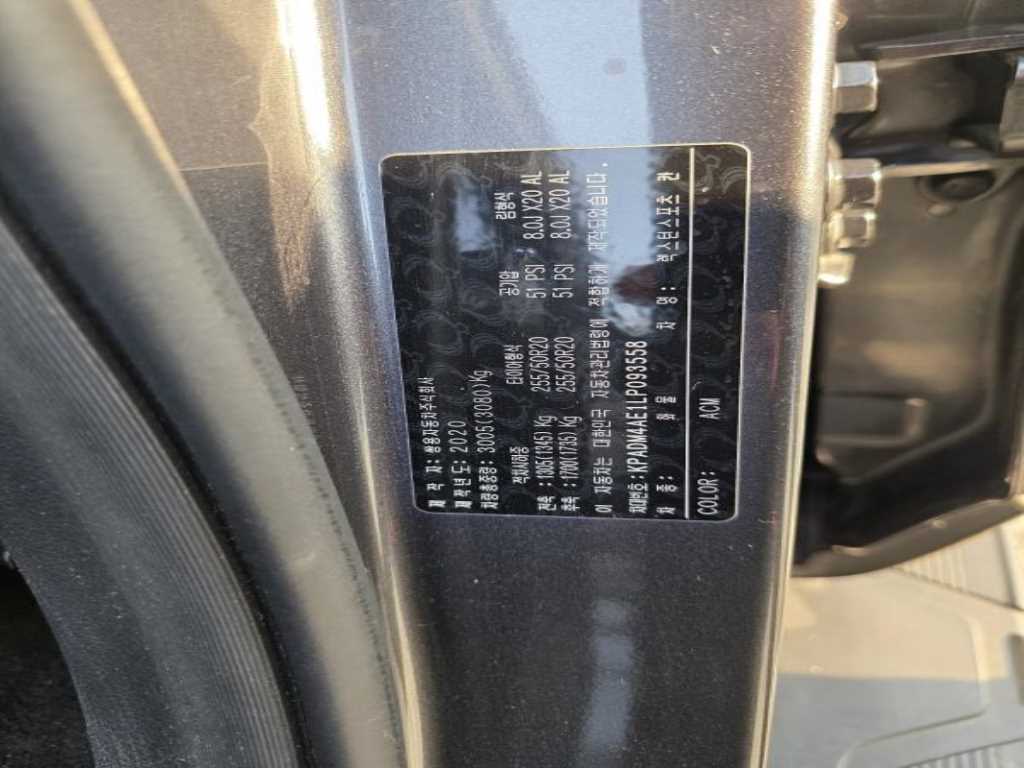 제 작 자: 쌍용자동차주식회사
제작년도: 2020
차량총중량: 3005(3080)Kg
적차시하중 타이어형식 공기압 림형식
전축: 1305(1345) Kg 255/50R20 51 PSI 8.0J X20 AL
후축: 1700(1735) Kg 255/50R20 51 PSI 8.0J X20 AL
이 자동차는 대한민국 자동차관리법령에 적합하게 제작되었습니다.
차대번호: KPADM4AE1LP093558
차 종: 화물 차 명: 렉스턴스포츠 칸
COLOR: ACM